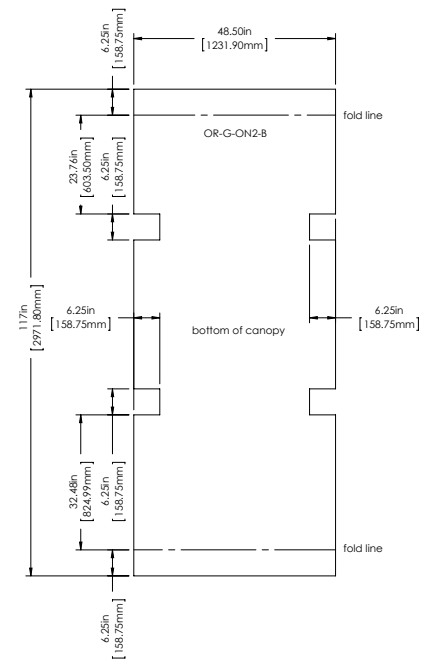 48.50in
[1231.90mm]
6.25in
[158.75mm]
fold line
OR-G-ON2-B
23.76in
[603.50mm]
6.25in
[158.75mm]
117in
[2971.80mm]
6.25in
[158.75mm]
6.25in
[158.75mm]
bottom of canopy
32.48in
[824.99mm]
6.25in
[158.75mm]
fold line
6.25in
[158.75mm]